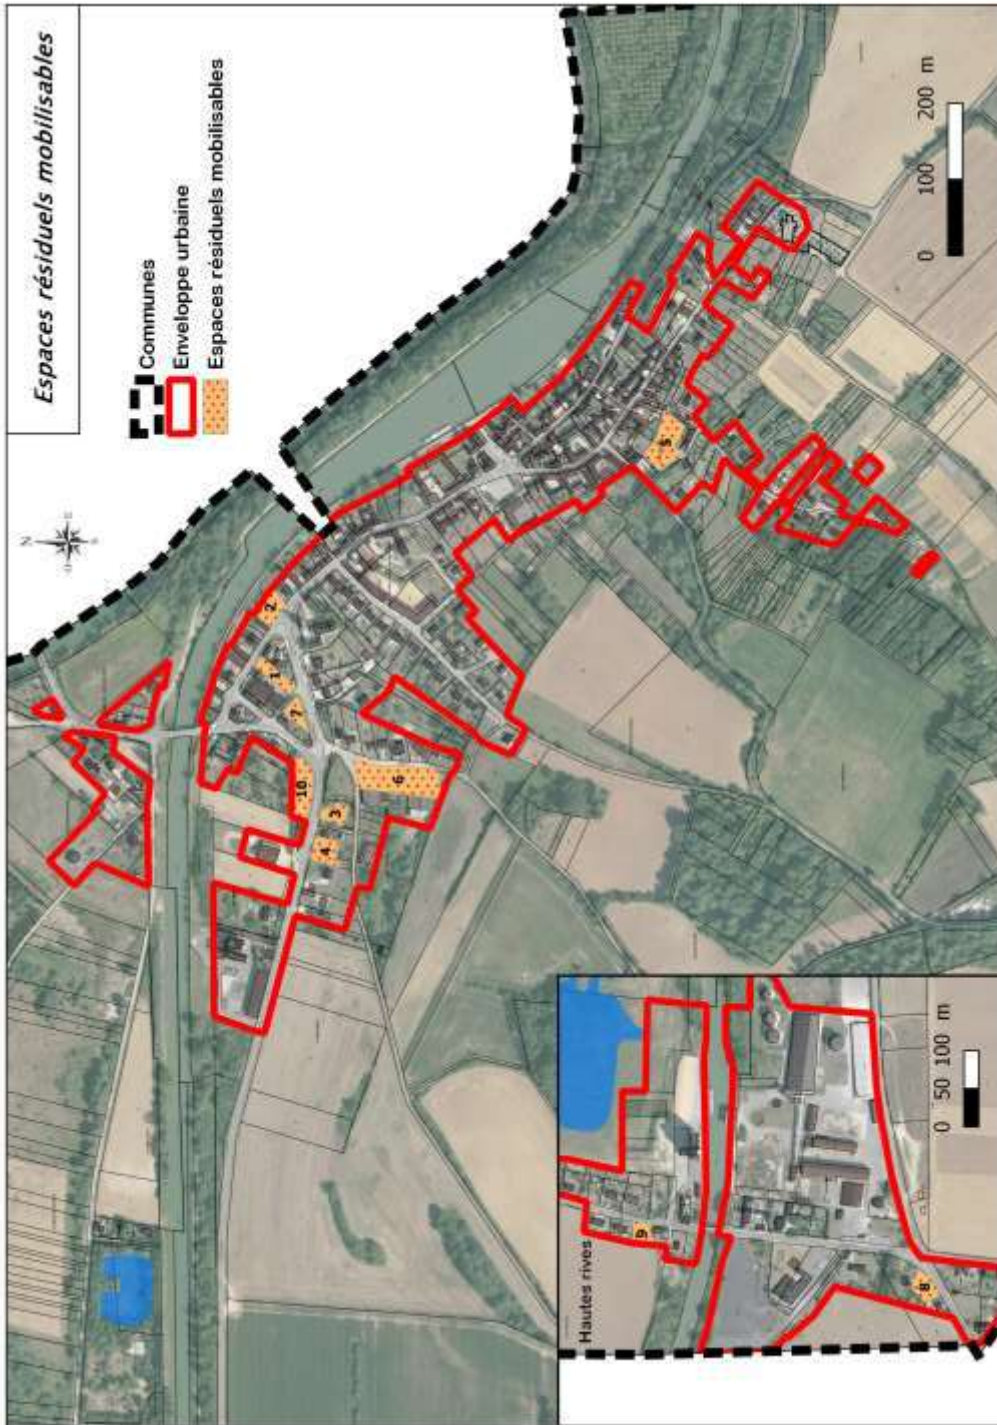 Espaces résiduels mobilisables
Communes
Enveloppe urbaine
Espaces résiduels mobilisables
N
2
1
7
10
3
4
6
5
0 100 200 m
Hautes rives
9
8
0 50 100 m